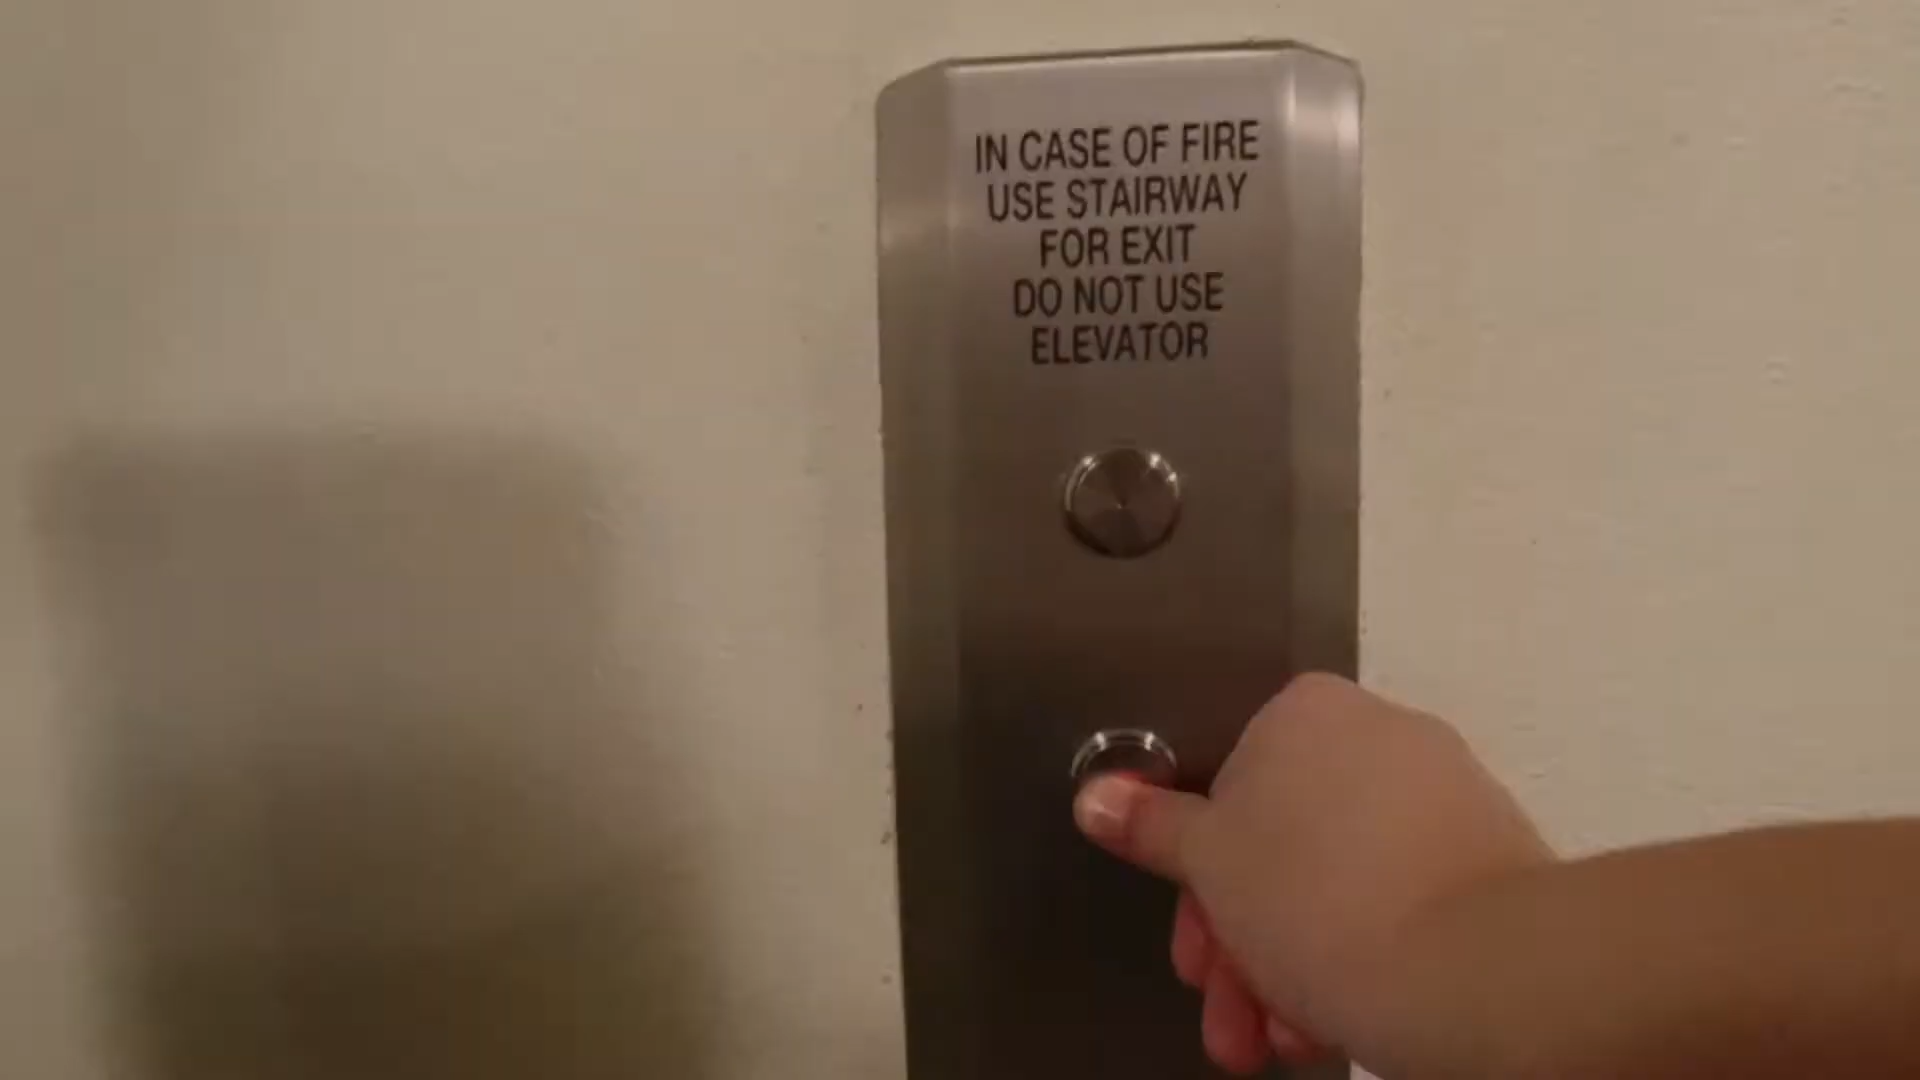 IN CASE OF FIRE
USE STAIRWAY
FOR EXIT
DO NOT USE
ELEVATOR